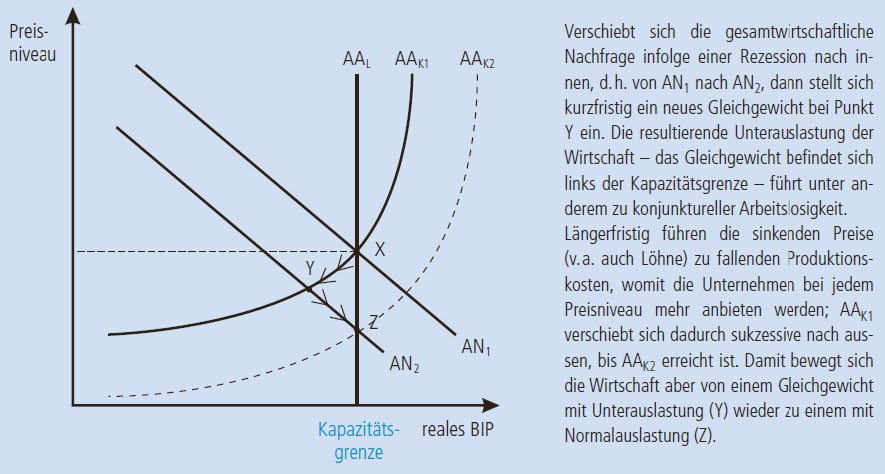 Preis-
niveau
AAL
AAK1
AAK2
X
Y
Z
AN1
AN2
Kapazitäts-
grenze
reales BIP
Verschiebt sich die gesamtwirtschaftliche
Nachfrage infolge einer Rezession nach in-
nen, d.h. von AN1 nach AN2, dann stellt sich
kurzfristig ein neues Gleichgewicht bei Punkt
Y ein. Die resultierende Unterauslastung der
Wirtschaft – das Gleichgewicht befindet sich
links der Kapazitätsgrenze – führt unter an-
derem zu konjunktureller Arbeitslosigkeit.
Längerfristig führen die sinkenden Preise
(v.a. auch Löhne) zu fallenden Produktions-
kosten, womit die Unternehmen bei jedem
Preisniveau mehr anbieten werden; AAK1
verschiebt sich dadurch sukzessive nach aus-
sen, bis AAK2 erreicht ist. Damit bewegt sich
die Wirtschaft aber von einem Gleichgewicht
mit Unterauslastung (Y) wieder zu einem mit
Normalauslastung (Z).